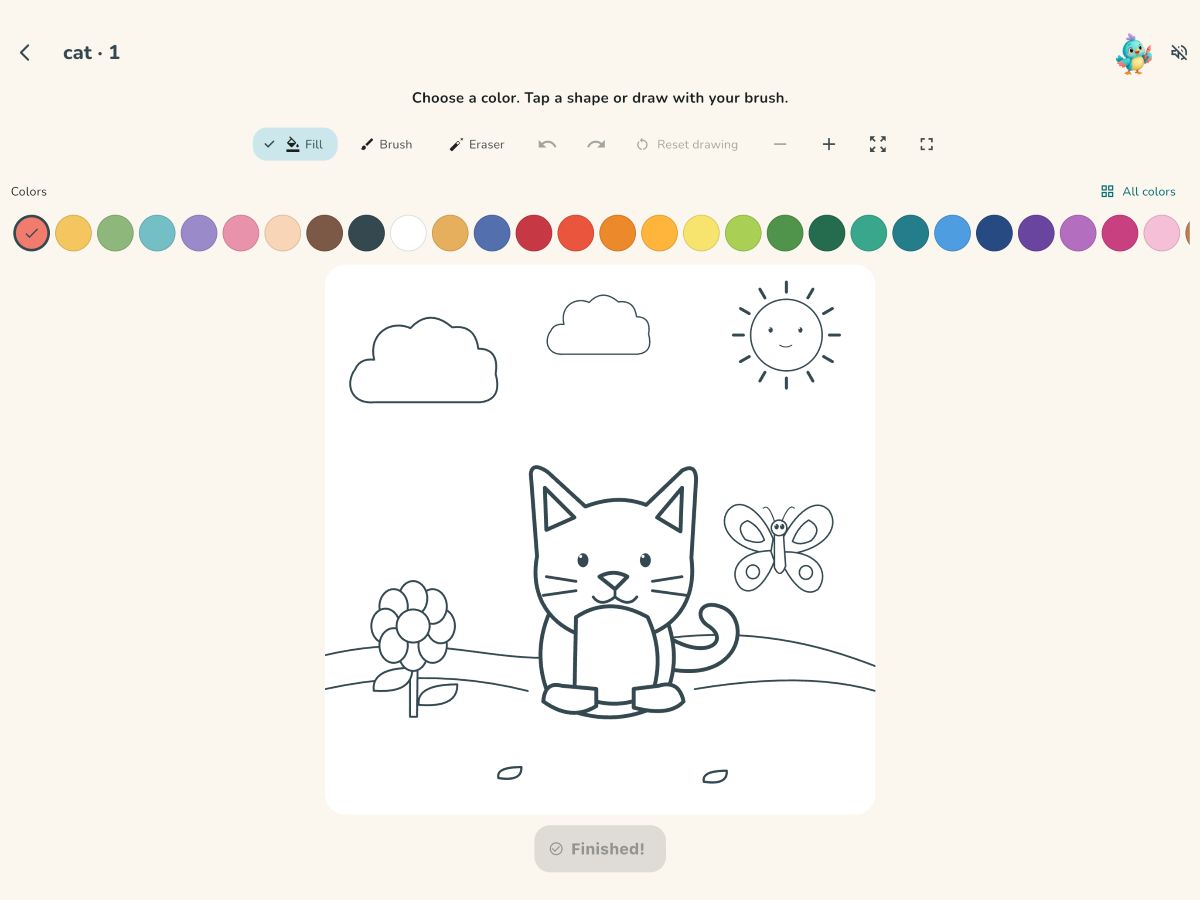 cat · 1
Choose a color. Tap a shape or draw with your brush.
Fill Brush Eraser Reset drawing
Colors All colors
Finished!